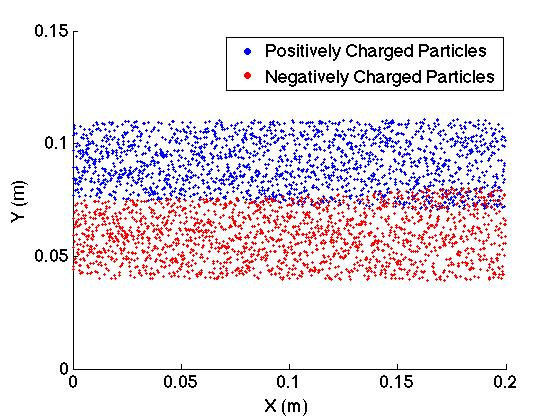 0.15
Positively Charged Particles
Negatively Charged Particles
0.1
Y (m)
0.05
0
0 0.05 0.1 0.15 0.2
X (m)